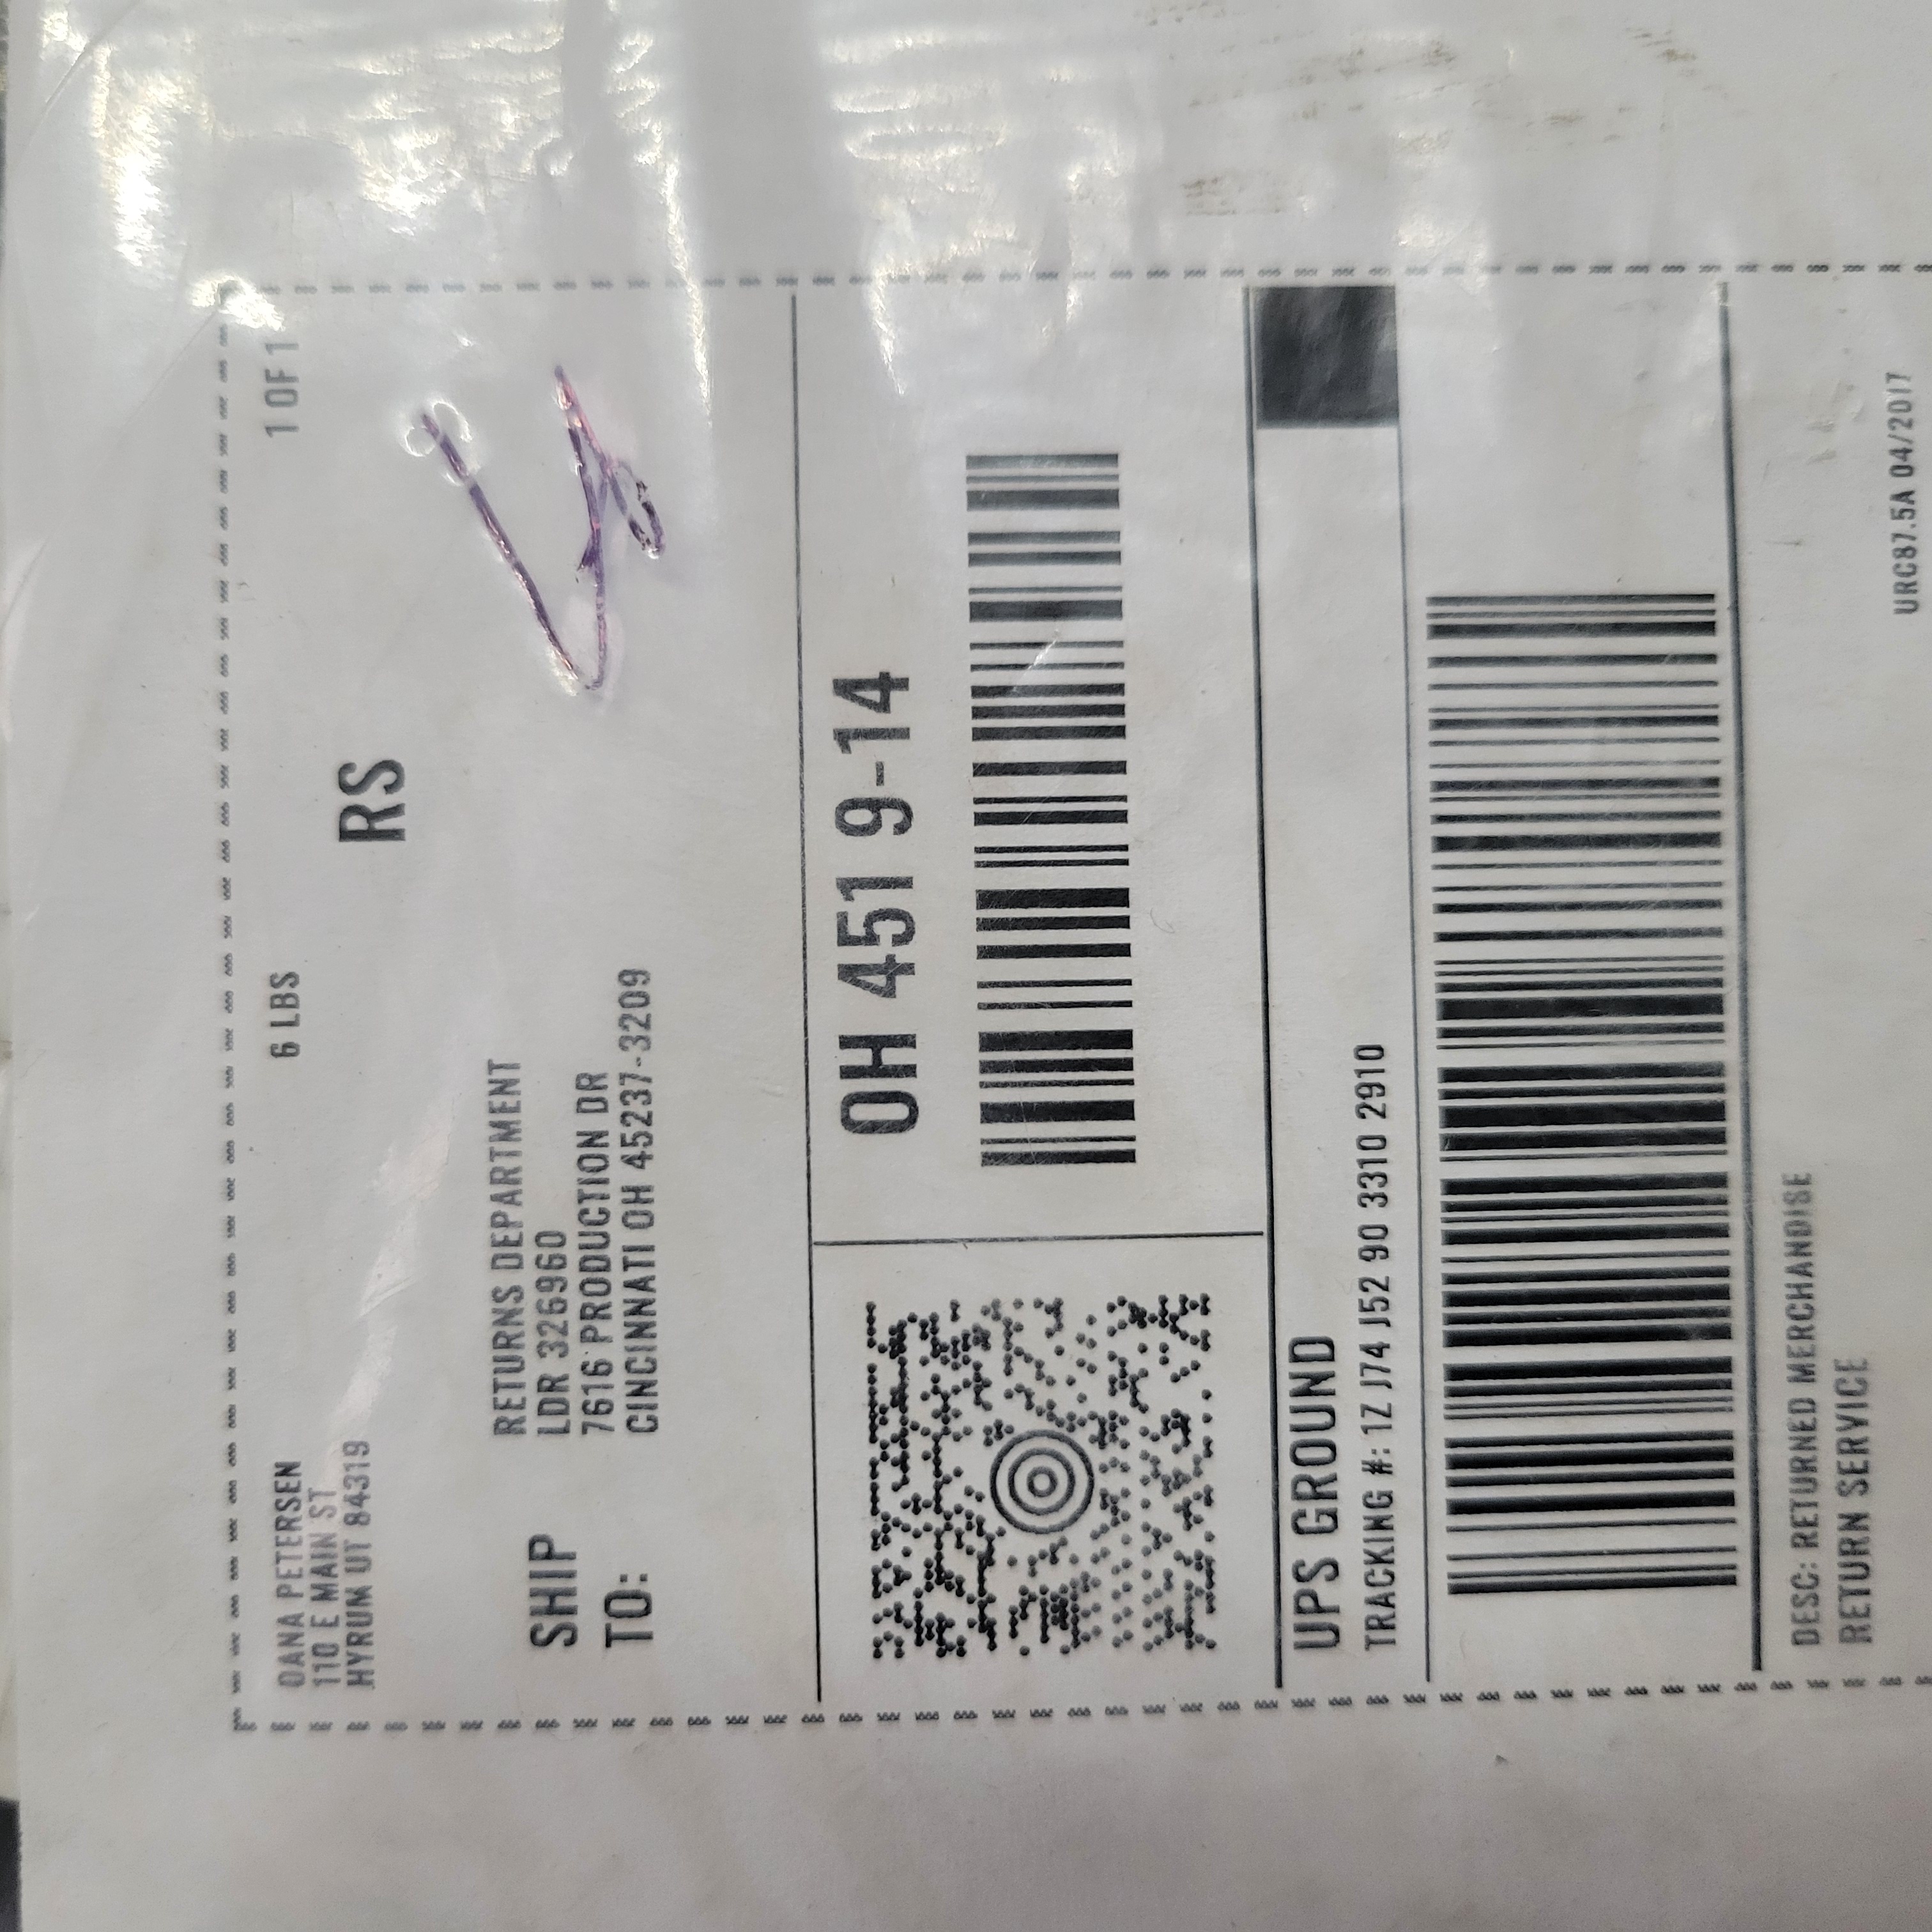 OANA PETERSEN
110 E MAIN ST
HYRUM UT 84319
6 LBS
1 OF 1
RS
SHIP
TO:
RETURNS DEPARTMENT
LDR 326960
7616 PRODUCTION DR
CINCINNATI OH 45237-3209
OH 451 9-14
UPS GROUND
TRACKING #: 1Z J74 J52 90 3310 2910
DESC: RETURNED MERCHANDISE
RETURN SERVICE
URC87.5A 04/2017